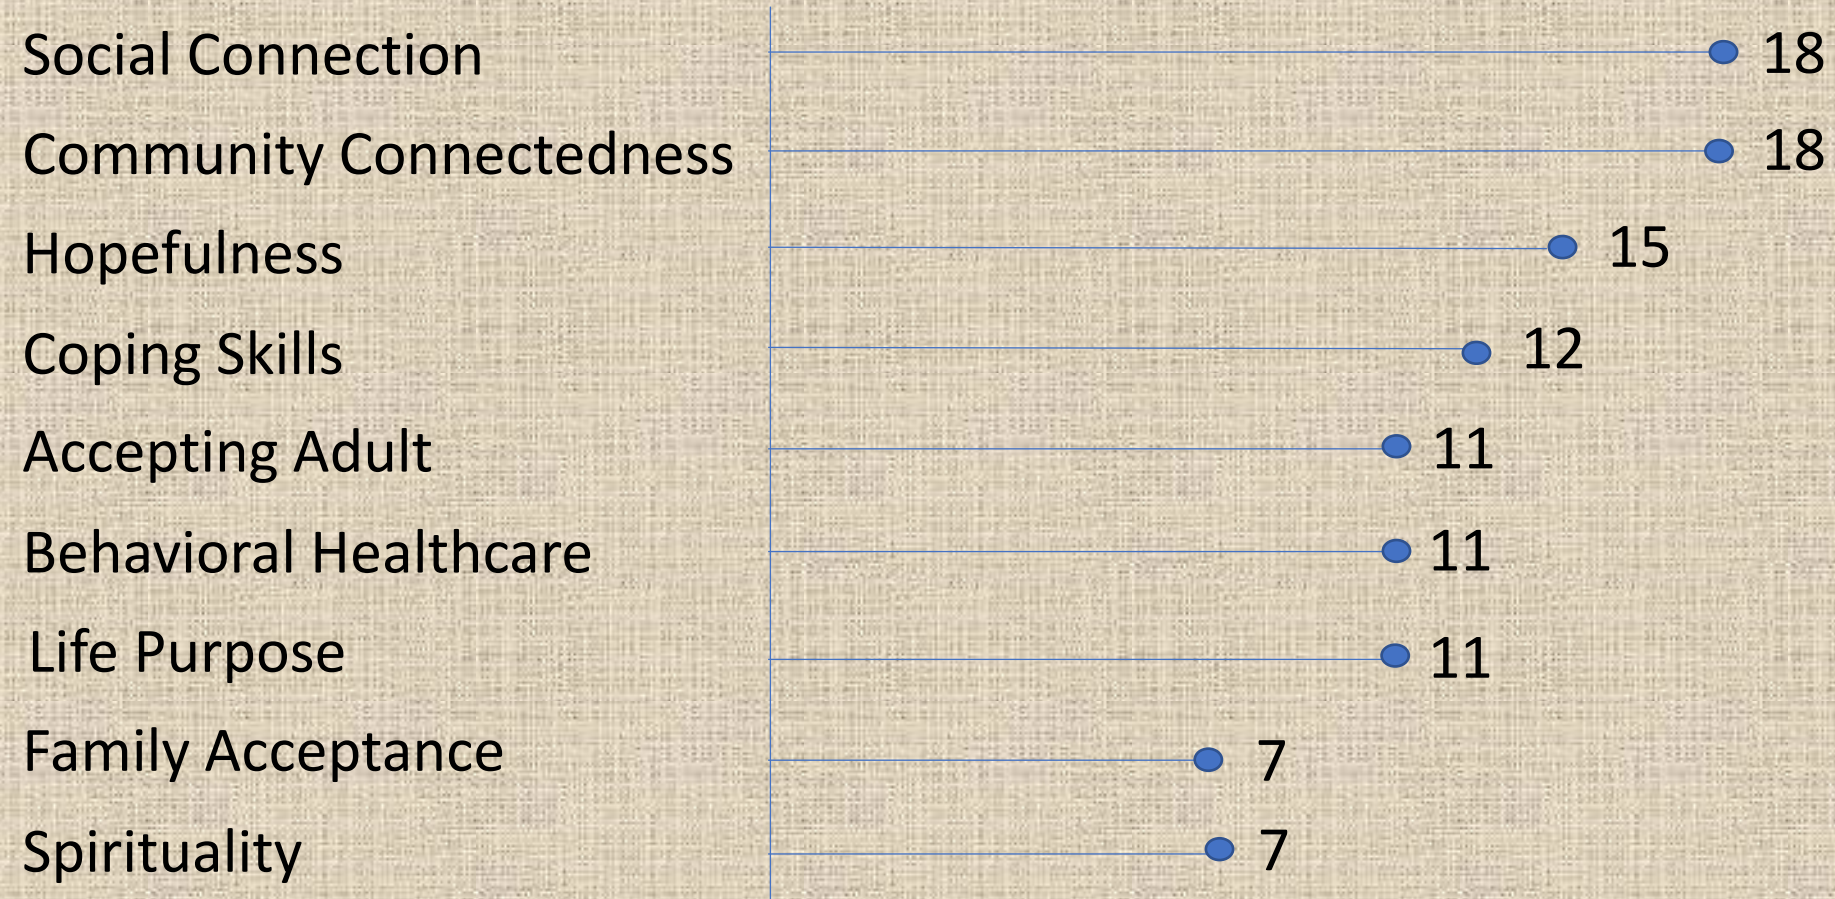 Social Connection 18
Community Connectedness 18
Hopefulness 15
Coping Skills 12
Accepting Adult 11
Behavioral Healthcare 11
Life Purpose 11
Family Acceptance 7
Spirituality 7